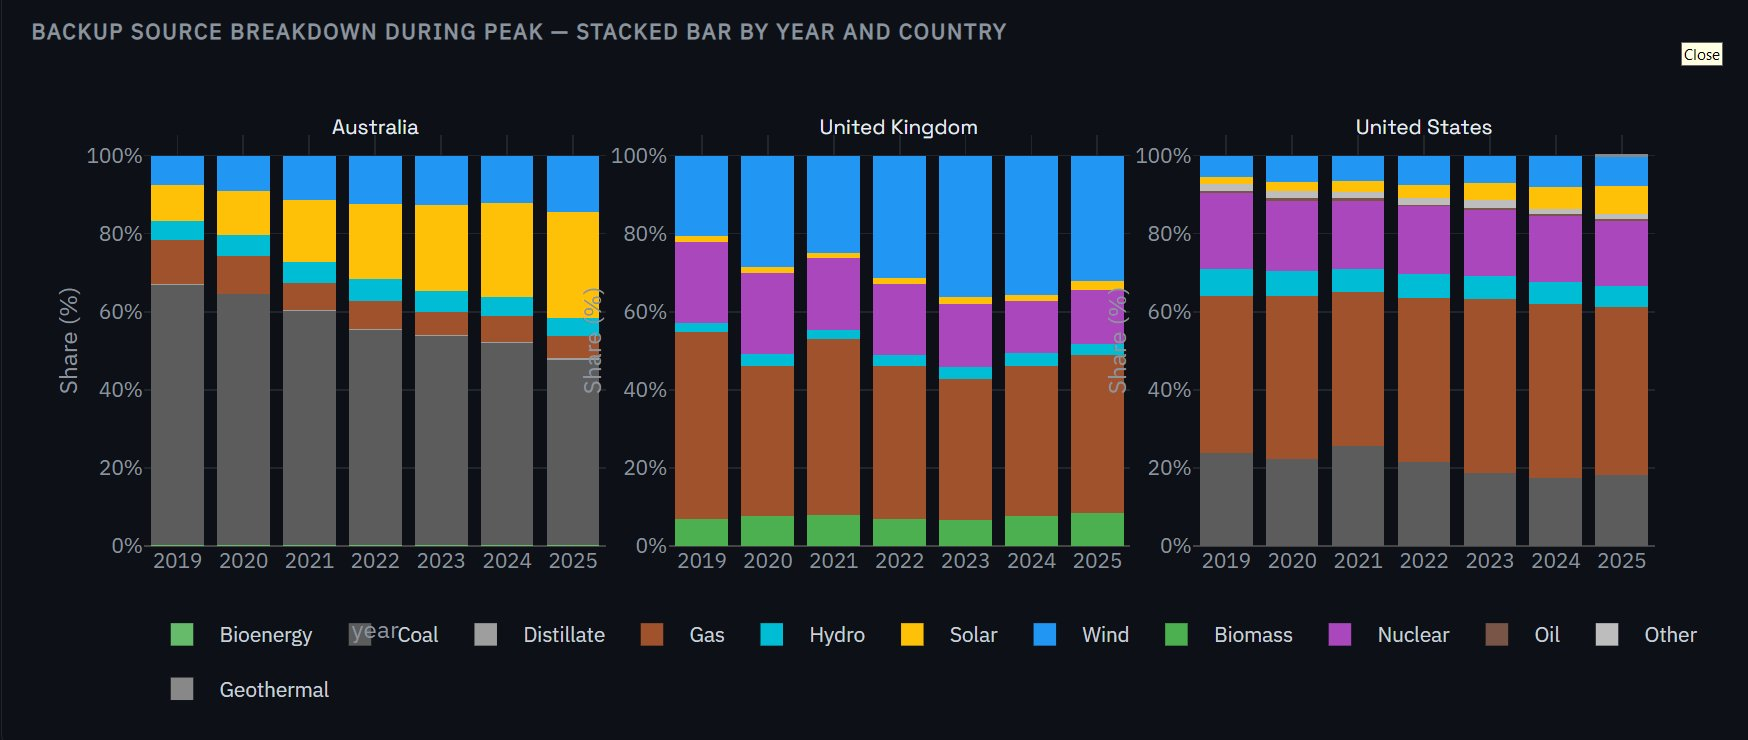 BACKUP SOURCE BREAKDOWN DURING PEAK — STACKED BAR BY YEAR AND COUNTRY
Close
Australia United Kingdom United States
100% 100% 100%
80% 80% 80%
60% 60% 60%
Share (%) Share (%) Share (%)
40% 40% 40%
20% 20% 20%
0% 0% 0%
2019 2020 2021 2022 2023 2024 2025 2019 2020 2021 2022 2023 2024 2025 2019 2020 2021 2022 2023 2024 2025
year
Bioenergy Coal Distillate Gas Hydro Solar Wind Biomass Nuclear Oil Other
Geothermal